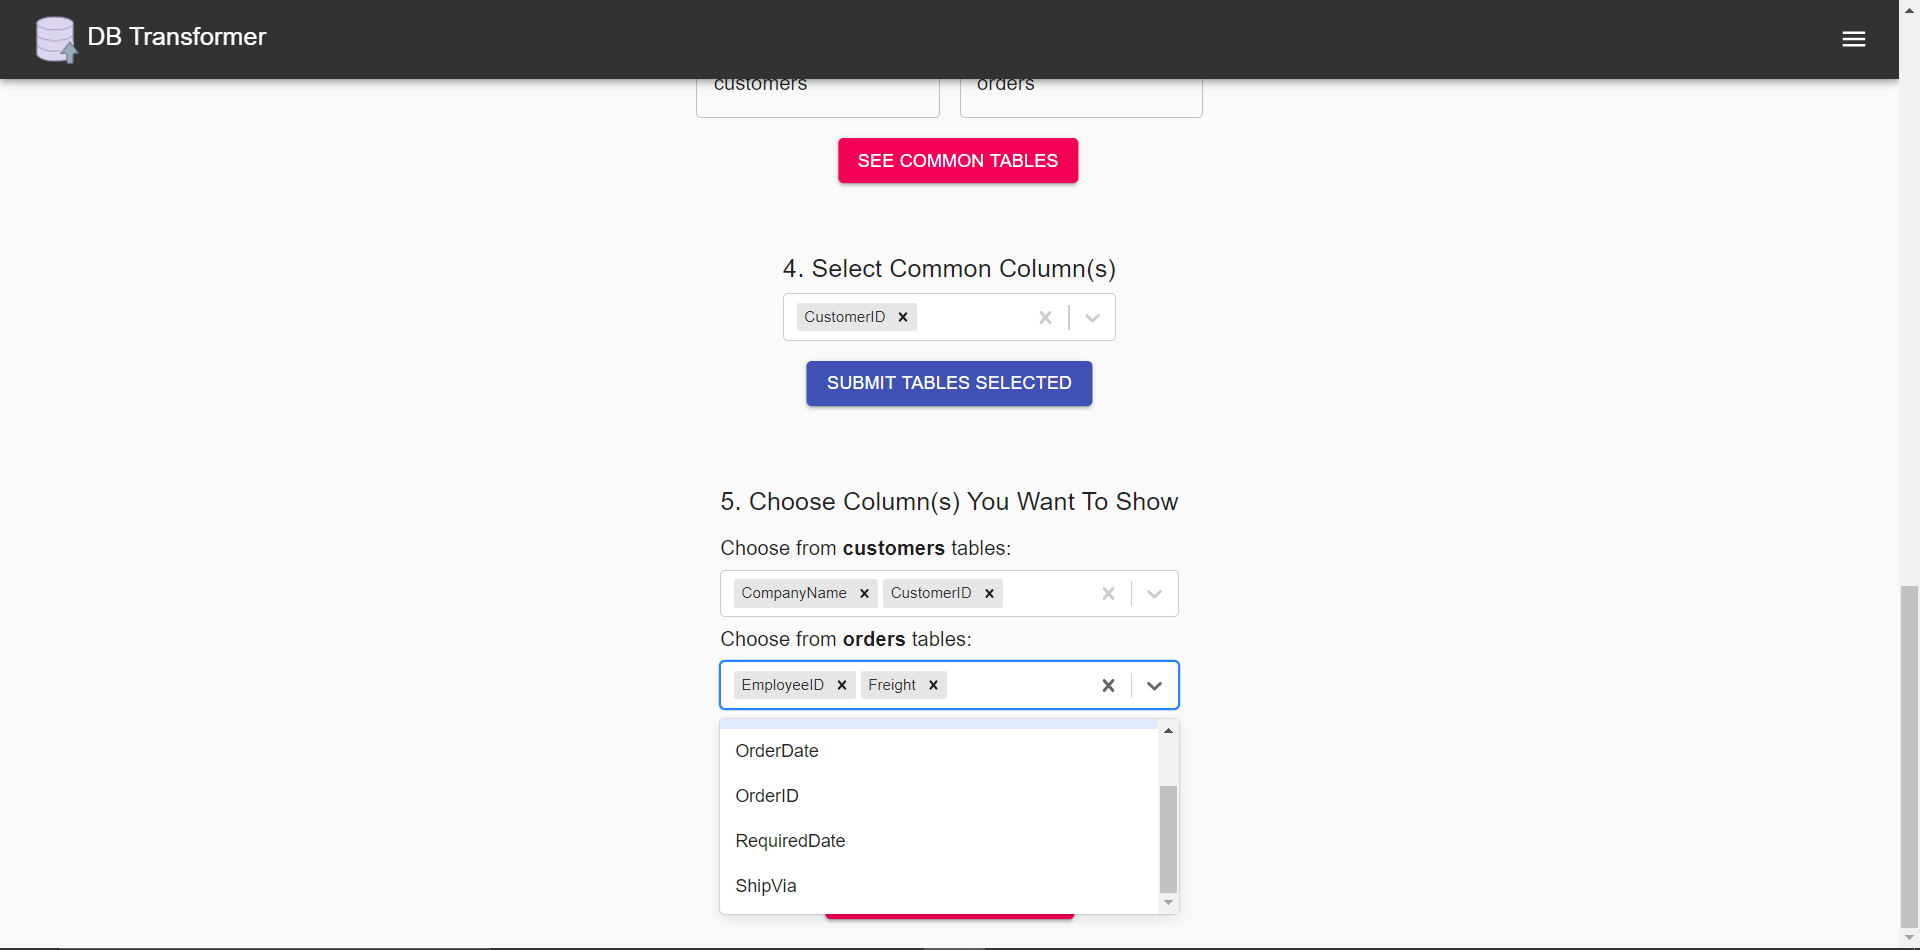 DB Transformer
customers
orders
SEE COMMON TABLES
4. Select Common Column(s)
CustomerID
SUBMIT TABLES SELECTED
5. Choose Column(s) You Want To Show
Choose from customers tables:
CompanyName CustomerID
Choose from orders tables:
EmployeeID Freight
OrderDate
OrderID
RequiredDate
ShipVia